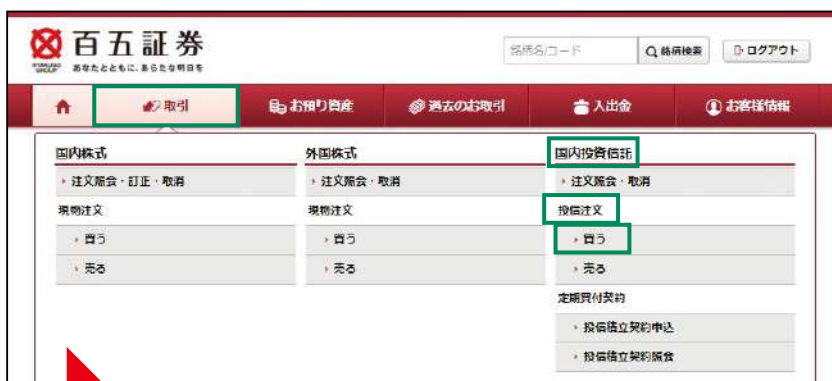 百五証券
HYAKUGO GROUP あなたとともに、あらたな明日を
銘柄名/コード 銘柄検索 ログアウト
取引 お預り資産 過去のお取引 入出金 お客様情報
国内株式 外国株式 国内投資信託
注文照会・訂正・取消 注文照会・取消 注文照会・取消
現物注文 現物注文 投信注文
買う 買う 買う
売る 売る 売る
定期買付契約
投信積立契約申込
投信積立契約照会